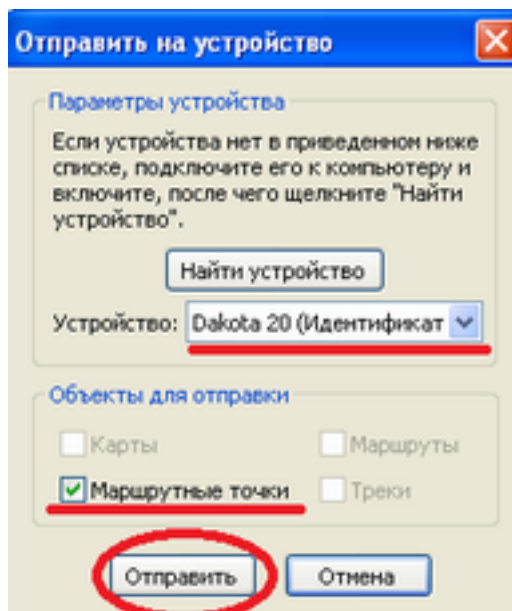 Отправить на устройство
Параметры устройства
Если устройства нет в приведенном ниже
списке, подключите его к компьютеру и
включите, после чего щелкните "Найти
устройство".
Найти устройство
Устройство: Dakota 20 (Идентификат
Объекты для отправки
Карты Маршруты
Маршрутные точки Треки
Отправить Отмена